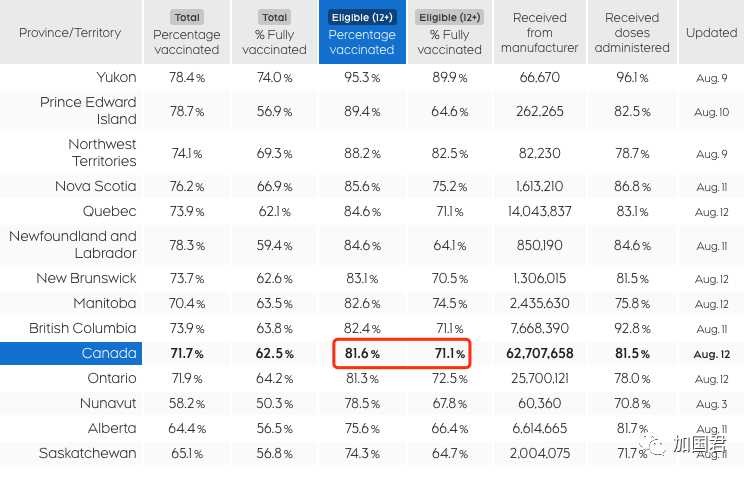 Province/Territory Total Percentage vaccinated Total % Fully vaccinated Eligible (12+) Percentage vaccinated Eligible (12+) % Fully vaccinated Received from manufacturer Received doses administered Updated
Yukon 78.4% 74.0% 95.3% 89.9% 66,670 96.1% Aug. 9
Prince Edward Island 78.7% 56.9% 89.4% 64.6% 262,265 82.5% Aug. 10
Northwest Territories 74.1% 69.3% 88.2% 82.5% 82,230 78.7% Aug. 9
Nova Scotia 76.2% 66.9% 85.6% 75.2% 1,613,210 86.8% Aug. 11
Quebec 73.9% 62.1% 84.6% 71.1% 14,043,837 83.1% Aug. 12
Newfoundland and Labrador 78.3% 59.4% 84.6% 64.1% 850,190 84.6% Aug. 11
New Brunswick 73.7% 62.6% 83.1% 70.5% 1,306,015 81.5% Aug. 12
Manitoba 70.4% 63.5% 82.6% 74.5% 2,435,630 75.8% Aug. 12
British Columbia 73.9% 63.8% 82.4% 71.1% 7,668,390 92.8% Aug. 11
Canada 71.7% 62.5% 81.6% 71.1% 62,707,658 81.5% Aug. 12
Ontario 71.9% 64.2% 81.3% 72.5% 25,700,121 78.0% Aug. 12
Nunavut 58.2% 50.3% 78.5% 67.8% 60,360 70.8% Aug. 3
Alberta 64.4% 56.5% 75.6% 66.4% 6,614,665 81.7% Aug. 11
Saskatchewan 65.1% 56.8% 74.3% 64.7% 2,004,075 71.7% Aug. 11
加国君